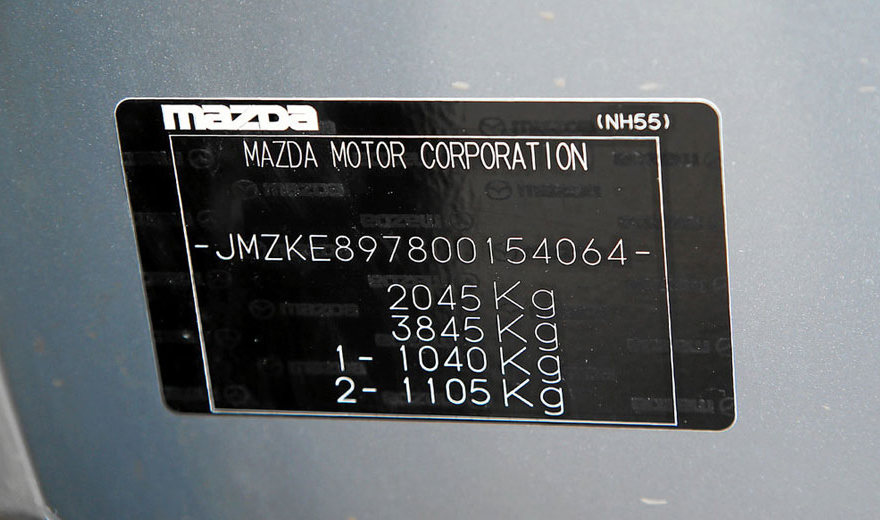 mazda (NH55)
MAZDA MOTOR CORPORATION
-JMZKE897800154064-
2045 Kg
3845 Kg
1- 1040 Kg
2- 1105 Kg